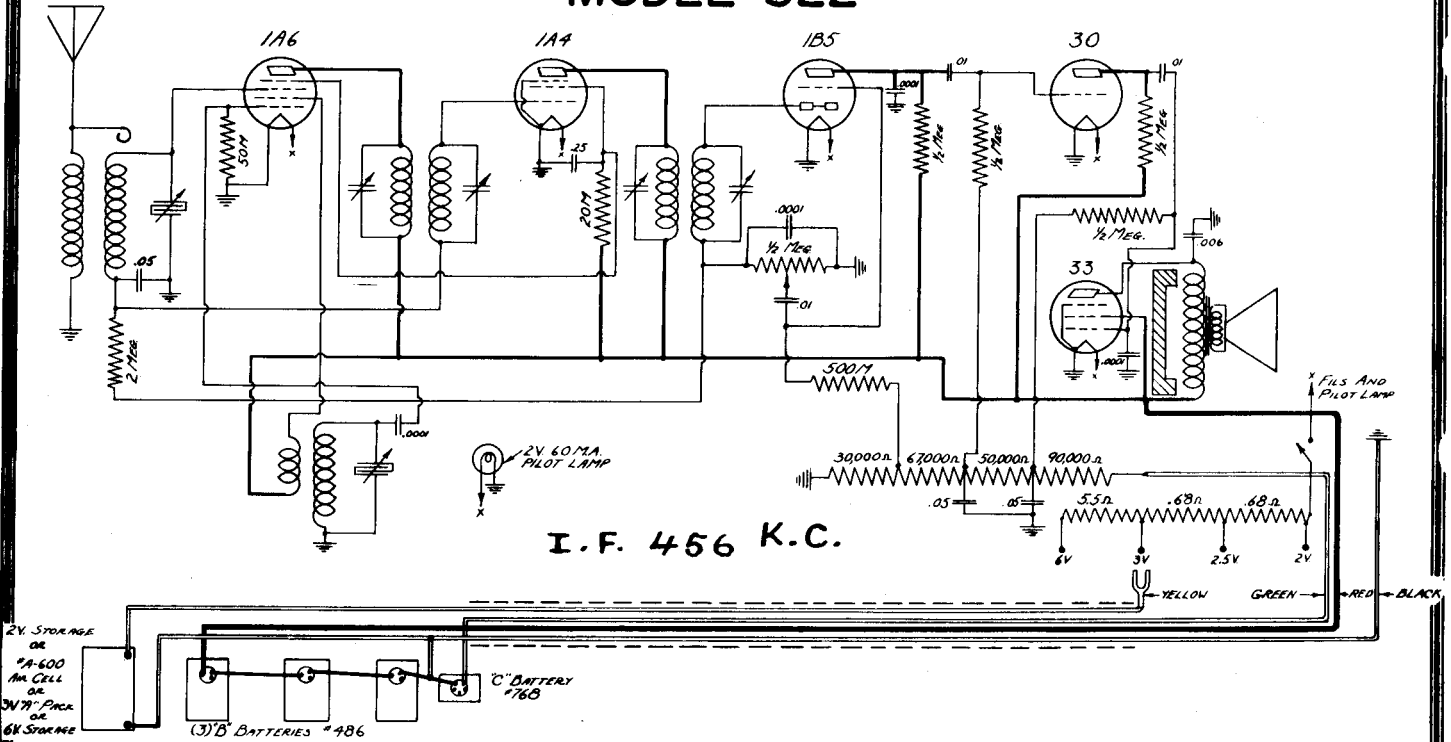 MODEL 522
1A6
1A4
1B5
30
.01
.01
.0001
50M
.25
20M
½ MEG
½ MEG
½ MEG
.05
.0001
½ MEG
.01
½ MEG.
.006
33
.0001
2 MEG
500M
x
x
x
x
x FILS AND
PILOT LAMP
.0001
2V. 60 M.A.
PILOT LAMP
x
30,000Ω 67,000Ω 50,000Ω 90,000Ω
.05 .05
5.5Ω .68Ω .68Ω
I.F. 456 K.C.
6V 3V 2.5V 2V
YELLOW GREEN RED BLACK
2V. STORAGE
OR
#A-600
AIR CELL
OR
3V "A" PACK
OR
6V. STORAGE
"C" BATTERY
#768
(3) "B" BATTERIES #486